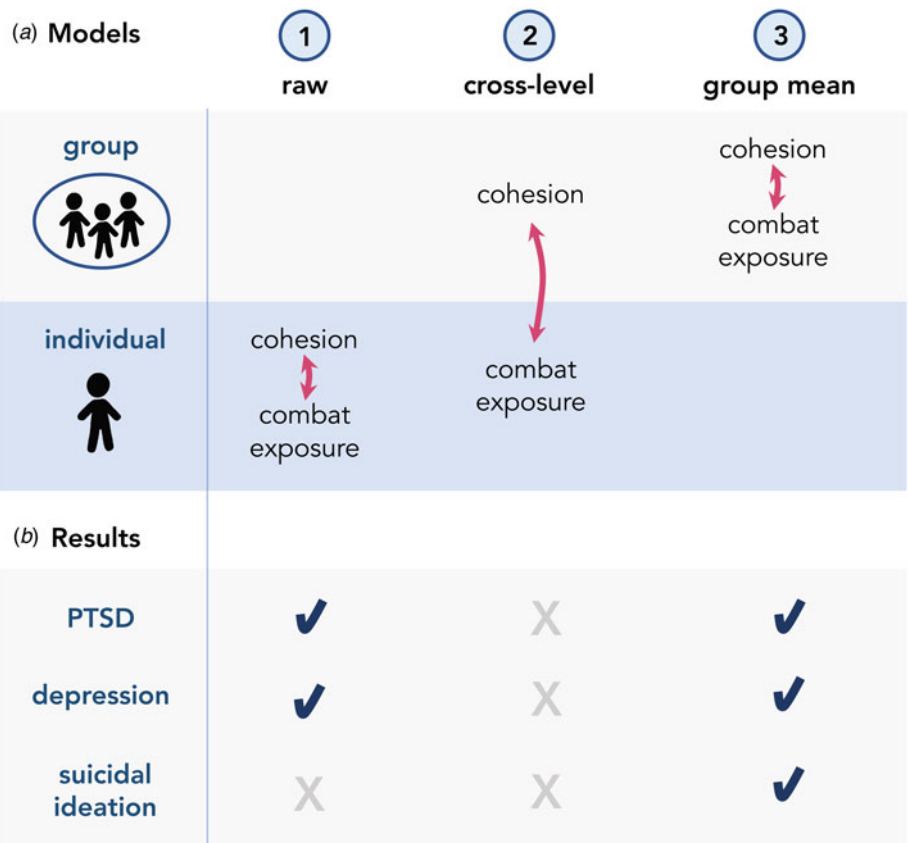 (a) Models
1
2
3
raw
cross-level
group mean
group
cohesion
cohesion
combat
exposure
individual
cohesion
combat
exposure
combat
exposure
(b) Results
PTSD
✔ X ✔
depression
✔ X ✔
suicidal
ideation
X X ✔